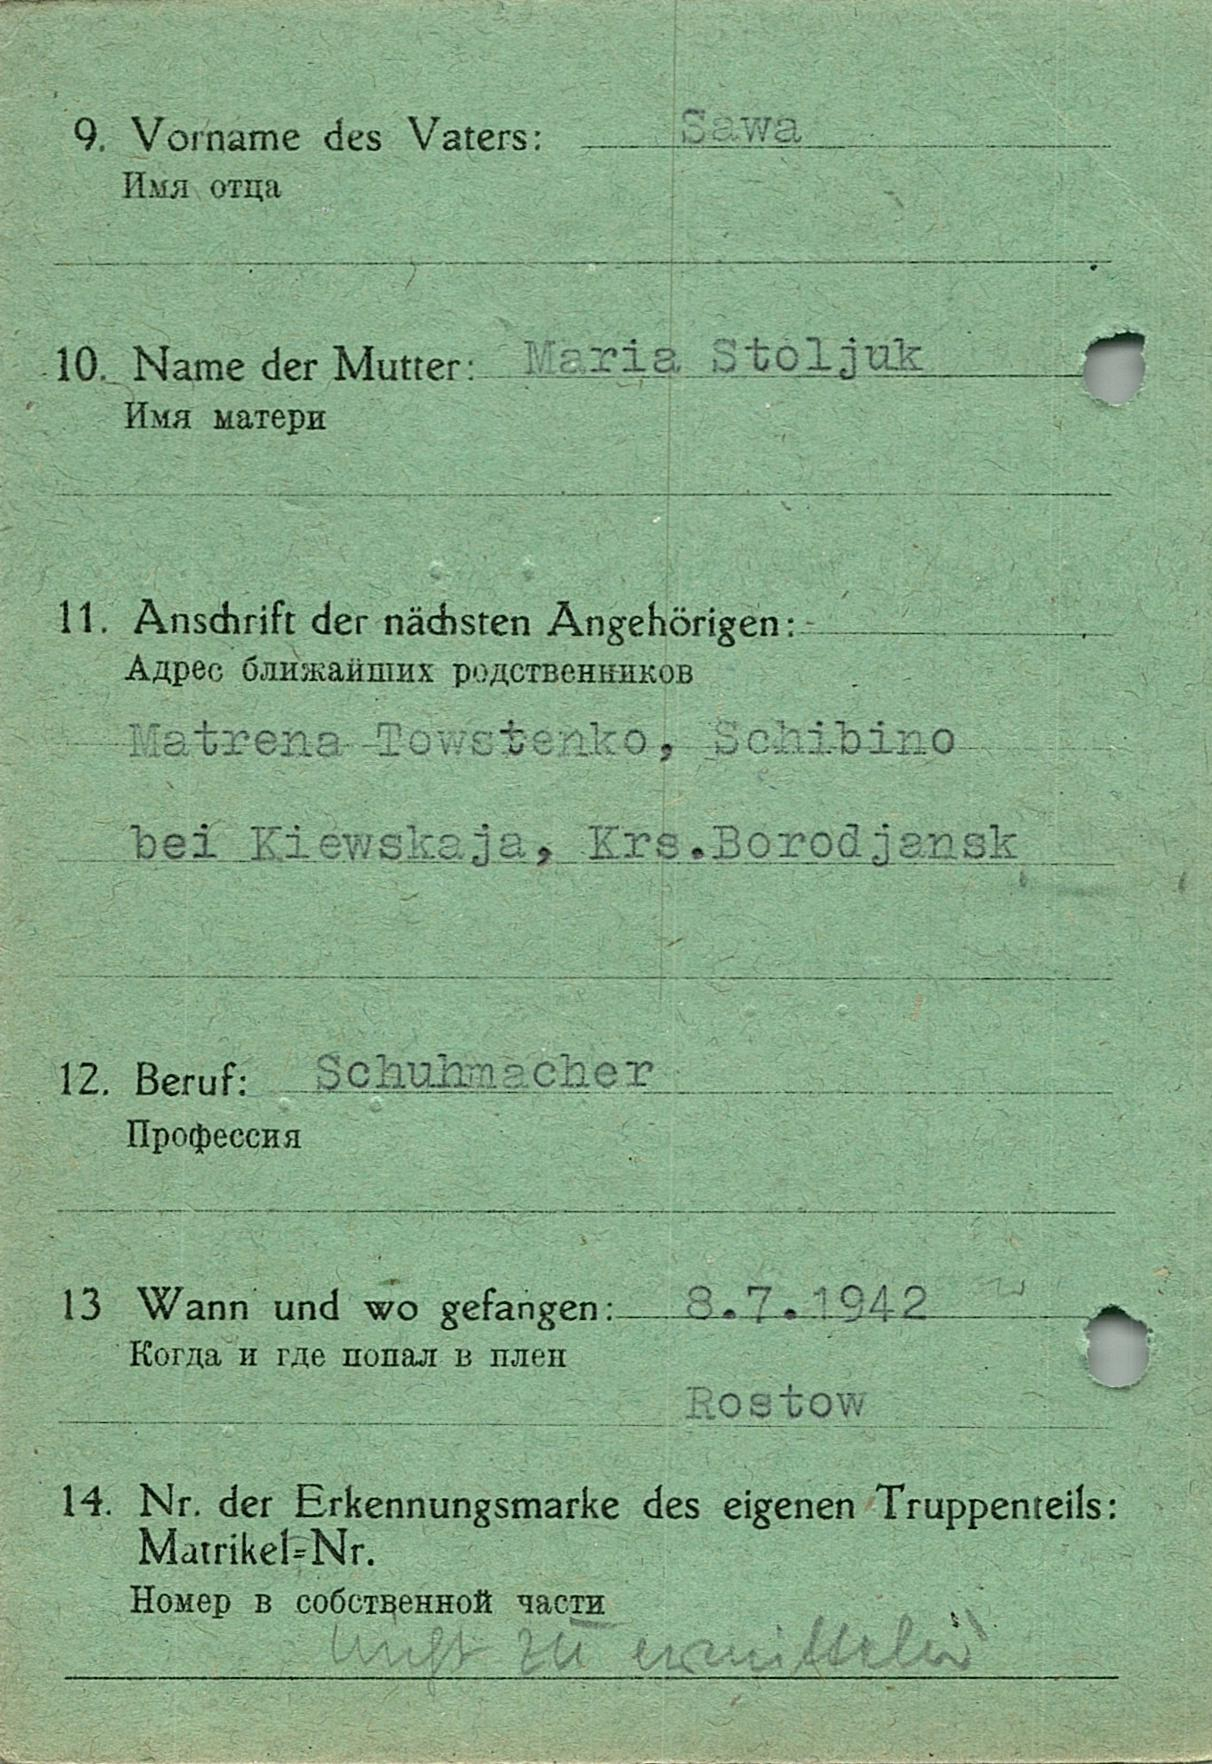 9. Vorname des Vaters: Sawa
Имя отца
10. Name der Mutter: Maria Stoljuk
Имя матери
11. Anschrift der nächsten Angehörigen:
Адрес ближайших родственников
Matrena Towstenko, Schibino
bei Kiewskaja, Krs.Borodjansk
12. Beruf: Schuhmacher
Профессия
13 Wann und wo gefangen: 8.7.1942
Когда и где попал в плен
Rostow
14. Nr. der Erkennungsmarke des eigenen Truppenteils:
Matrikel=Nr.
Номер в собственной части
nicht zu ermitteln